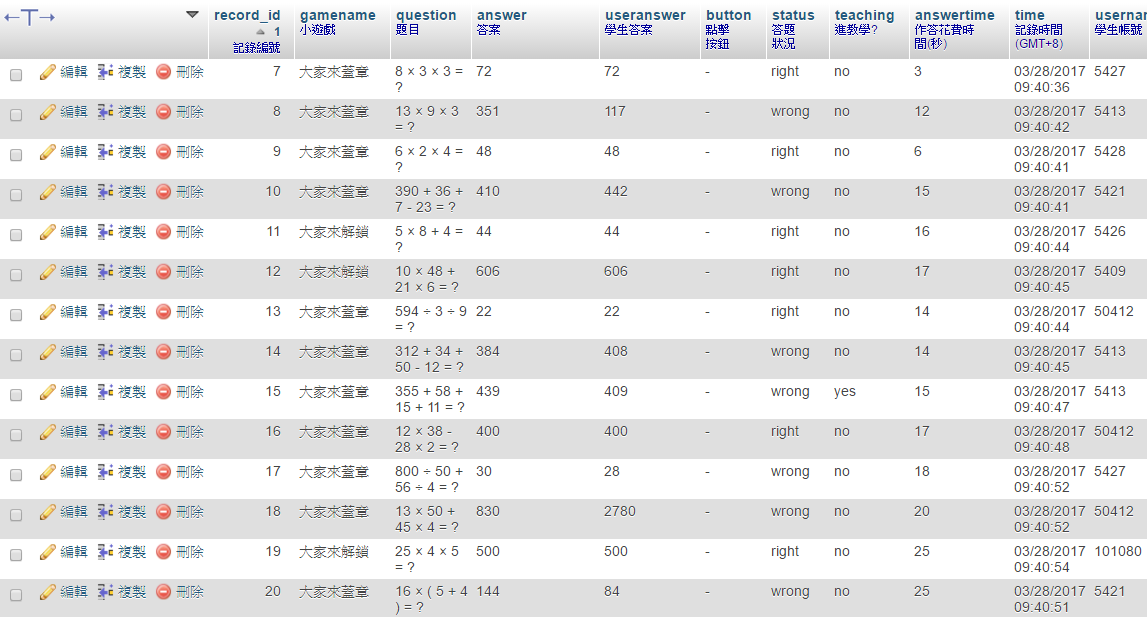 ←T→ record_id 1 gamename question answer useranswer button status teaching answertime time userna
記錄編號 小遊戲 題目 答案 學生答案 點擊按鈕 答題狀況 進教學? 作答花費時間(秒) 記錄時間(GMT+8) 學生帳號
編輯 複製 刪除 7 大家來蓋章 8 × 3 × 3 = 72 72 - right no 3 03/28/2017 5427
? 09:40:36
編輯 複製 刪除 8 大家來蓋章 13 × 9 × 3 351 117 - wrong no 12 03/28/2017 5413
= ? 09:40:42
編輯 複製 刪除 9 大家來蓋章 6 × 2 × 4 = 48 48 - right no 6 03/28/2017 5428
? 09:40:41
編輯 複製 刪除 10 大家來蓋章 390 + 36 + 410 442 - wrong no 15 03/28/2017 5421
7 - 23 = ? 09:40:41
編輯 複製 刪除 11 大家來解鎖 5 × 8 + 4 = 44 44 - right no 16 03/28/2017 5426
? 09:40:44
編輯 複製 刪除 12 大家來解鎖 10 × 48 + 606 606 - right no 17 03/28/2017 5409
21 × 6 = ? 09:40:45
編輯 複製 刪除 13 大家來蓋章 594 ÷ 3 ÷ 9 22 22 - right no 14 03/28/2017 50412
= ? 09:40:44
編輯 複製 刪除 14 大家來蓋章 312 + 34 + 384 408 - wrong no 14 03/28/2017 5413
50 - 12 = ? 09:40:45
編輯 複製 刪除 15 大家來蓋章 355 + 58 + 439 409 - wrong yes 15 03/28/2017 5413
15 + 11 = ? 09:40:47
編輯 複製 刪除 16 大家來蓋章 12 × 38 - 400 400 - right no 17 03/28/2017 50412
28 × 2 = ? 09:40:48
編輯 複製 刪除 17 大家來蓋章 800 ÷ 50 + 30 28 - wrong no 18 03/28/2017 5427
56 ÷ 4 = ? 09:40:52
編輯 複製 刪除 18 大家來蓋章 13 × 50 + 830 2780 - wrong no 20 03/28/2017 50412
45 × 4 = ? 09:40:52
編輯 複製 刪除 19 大家來解鎖 25 × 4 × 5 500 500 - right no 25 03/28/2017 101080
= ? 09:40:54
編輯 複製 刪除 20 大家來蓋章 16 × ( 5 + 4 144 84 - wrong no 25 03/28/2017 5421
) = ? 09:40:51